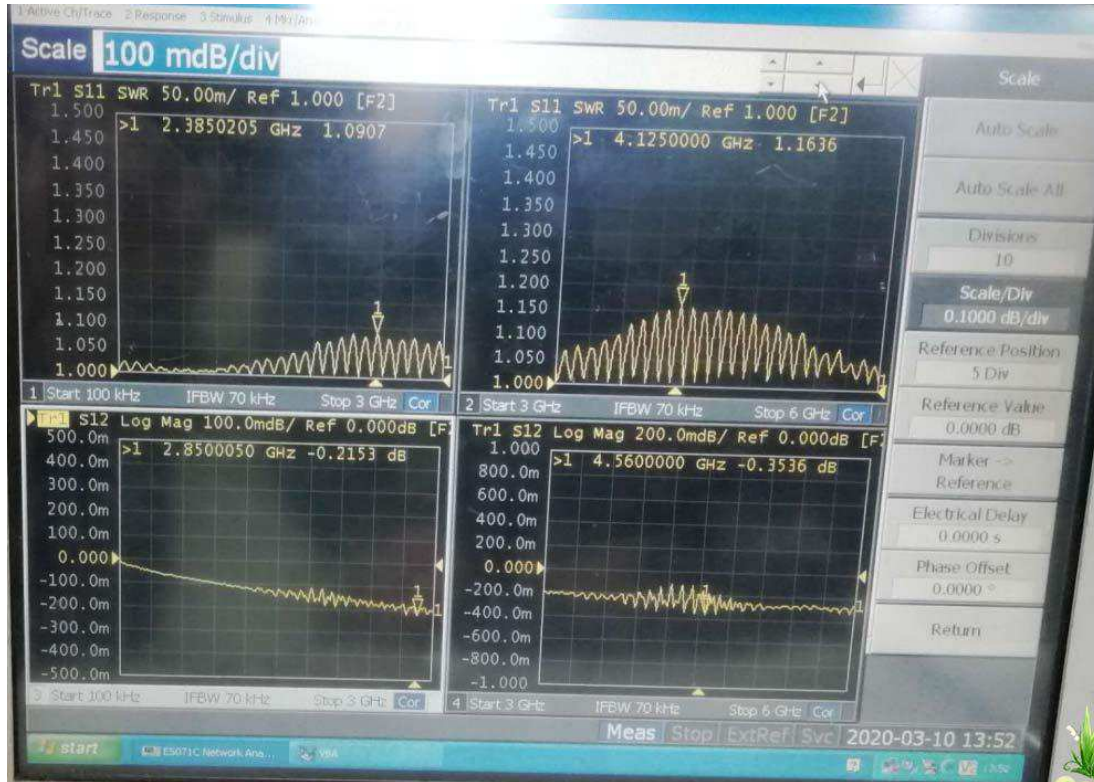 1 Active Ch/Trace 2 Response 3 Stimulus
Scale 100 mdB/div
Tr1 S11 SWR 50.00m/ Ref 1.000 [F2]
1.500
>1 2.3850205 GHz 1.0907
1.450
1.400
1.350
1.300
1.250
1.200
1.150
1.100
1.050
1.000
1
1
1 Start 100 kHz IFBW 70 kHz Stop 3 GHz Cor
Tr1 S11 SWR 50.00m/ Ref 1.000 [F2]
1.500
>1 4.1250000 GHz 1.1636
1.450
1.400
1.350
1.300
1.250
1.200
1.150
1.100
1.050
1.000
1
1
2 Start 3 GHz IFBW 70 kHz Stop 6 GHz Cor
Tr1 S12 Log Mag 100.0mdB/ Ref 0.000dB [F
500.0m
>1 2.8500050 GHz -0.2153 dB
400.0m
300.0m
200.0m
100.0m
0.000
-100.0m
-200.0m
-300.0m
-400.0m
-500.0m
1
1
3 Start 100 kHz IFBW 70 kHz Stop 3 GHz Cor
Tr1 S12 Log Mag 200.0mdB/ Ref 0.000dB [F
1.000
>1 4.5600000 GHz -0.3536 dB
800.0m
600.0m
400.0m
200.0m
0.000
-200.0m
-400.0m
-600.0m
-800.0m
-1.000
1
1
4 Start 3 GHz IFBW 70 kHz Stop 6 GHz Cor
Scale
Auto Scale
Auto Scale All
Divisions
10
Scale/Div
0.1000 dB/div
Reference Position
5 Div
Reference Value
0.0000 dB
Marker ->
Reference
Electrical Delay
0.0000 s
Phase Offset
0.0000 °
Return
Meas Stop ExtRef Svc 2020-03-10 13:52
start E5071C Network Ana... VBA